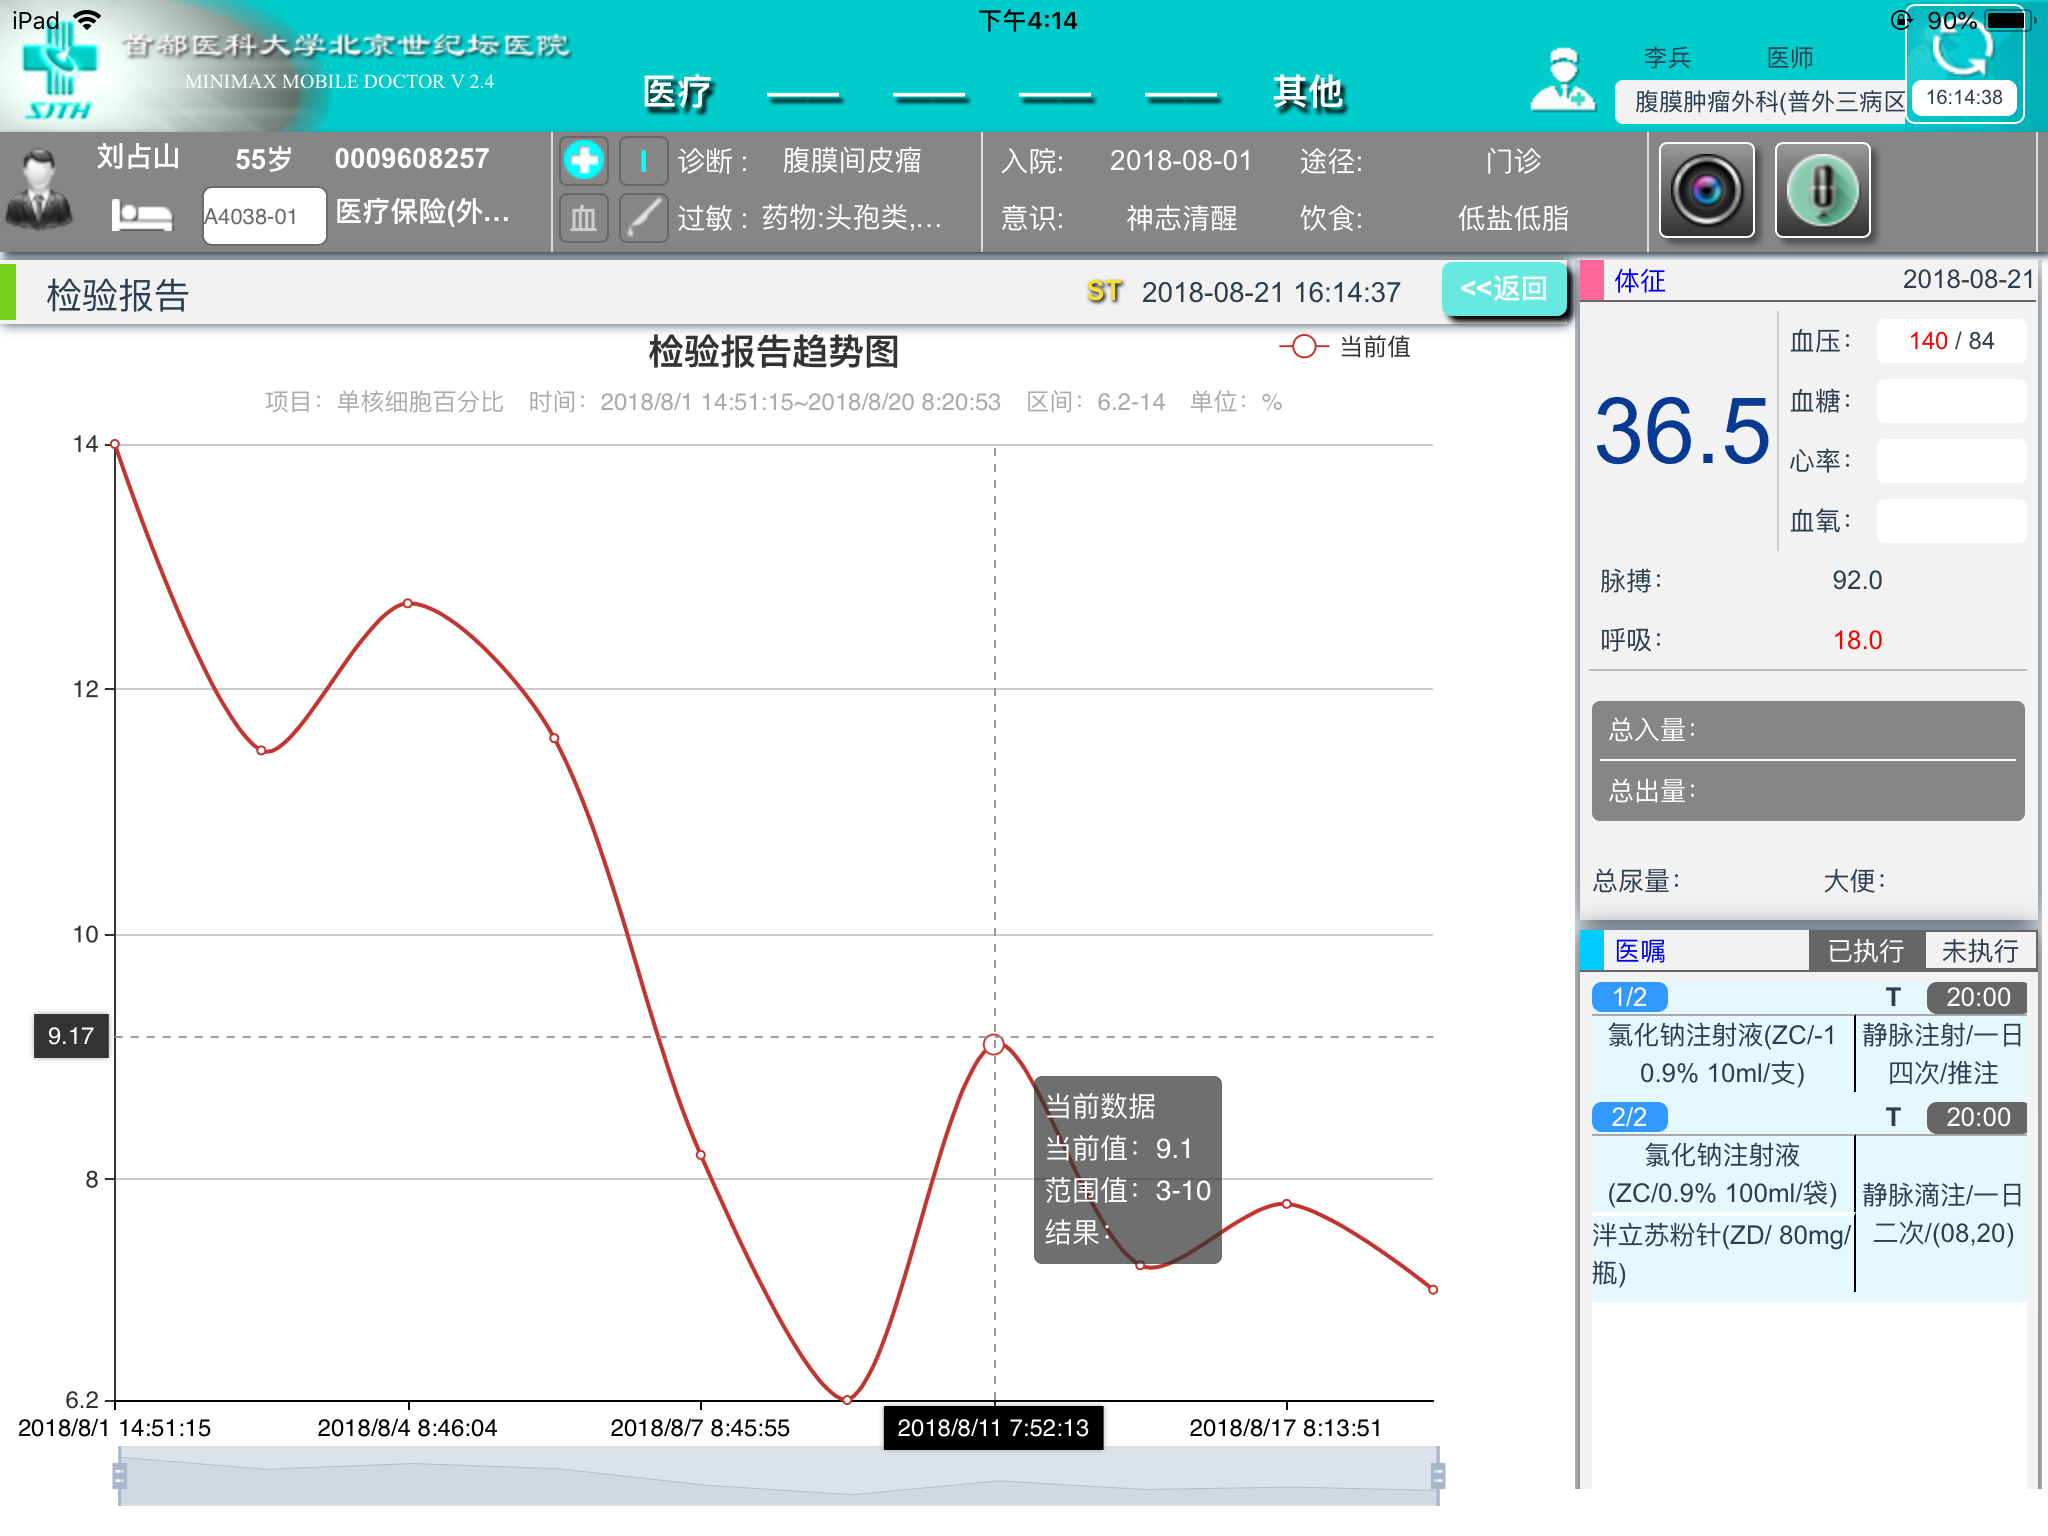 iPad
下午4:14
90%
首都医科大学北京世纪坛医院
MINIMAX MOBILE DOCTOR V 2.4
SJTH
医疗
其他
李兵 医师
腹膜肿瘤外科(普外三病区
16:14:38
刘占山 55岁 0009608257
A4038-01 医疗保险(外...
I
诊断: 腹膜间皮瘤
血
过敏: 药物:头孢类,...
入院: 2018-08-01 途径: 门诊
意识: 神志清醒 饮食: 低盐低脂
检验报告
ST 2018-08-21 16:14:37
<<返回
检验报告趋势图
当前值
项目: 单核细胞百分比 时间: 2018/8/1 14:51:15~2018/8/20 8:20:53 区间: 6.2-14 单位: %
14
12
10
9.17
8
6.2
当前数据
当前值: 9.1
范围值: 3-10
结果:
2018/8/1 14:51:15
2018/8/4 8:46:04
2018/8/7 8:45:55
2018/8/11 7:52:13
2018/8/17 8:13:51
体征 2018-08-21
36.5
血压: 140 / 84
血糖:
心率:
血氧:
脉搏: 92.0
呼吸: 18.0
总入量:
总出量:
总尿量: 大便:
医嘱 已执行 未执行
1/2 T 20:00
氯化钠注射液(ZC/-1
0.9% 10ml/支)
静脉注射/一日
四次/推注
2/2 T 20:00
氯化钠注射液
(ZC/0.9% 100ml/袋)
泮立苏粉针(ZD/ 80mg/
瓶)
静脉滴注/一日
二次/(08,20)